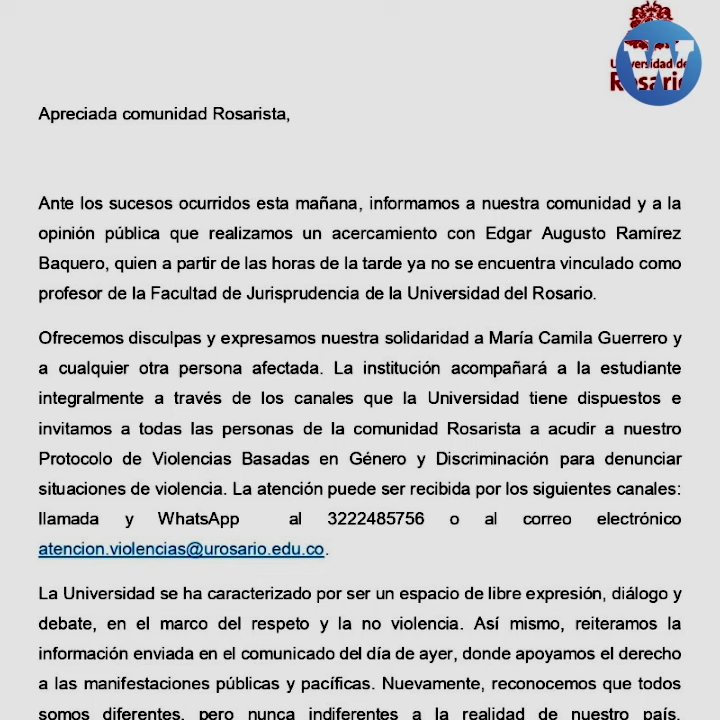 Universidad de
Rosario
W
Apreciada comunidad Rosarista,
Ante los sucesos ocurridos esta mañana, informamos a nuestra comunidad y a la
opinión pública que realizamos un acercamiento con Edgar Augusto Ramírez
Baquero, quien a partir de las horas de la tarde ya no se encuentra vinculado como
profesor de la Facultad de Jurisprudencia de la Universidad del Rosario.
Ofrecemos disculpas y expresamos nuestra solidaridad a María Camila Guerrero y
a cualquier otra persona afectada. La institución acompañará a la estudiante
integralmente a través de los canales que la Universidad tiene dispuestos e
invitamos a todas las personas de la comunidad Rosarista a acudir a nuestro
Protocolo de Violencias Basadas en Género y Discriminación para denunciar
situaciones de violencia. La atención puede ser recibida por los siguientes canales:
llamada y WhatsApp al 3222485756 o al correo electrónico
atencion.violencias@urosario.edu.co.
La Universidad se ha caracterizado por ser un espacio de libre expresión, diálogo y
debate, en el marco del respeto y la no violencia. Así mismo, reiteramos la
información enviada en el comunicado del día de ayer, donde apoyamos el derecho
a las manifestaciones públicas y pacíficas. Nuevamente, reconocemos que todos
somos diferentes, pero nunca indiferentes a la realidad de nuestro país.